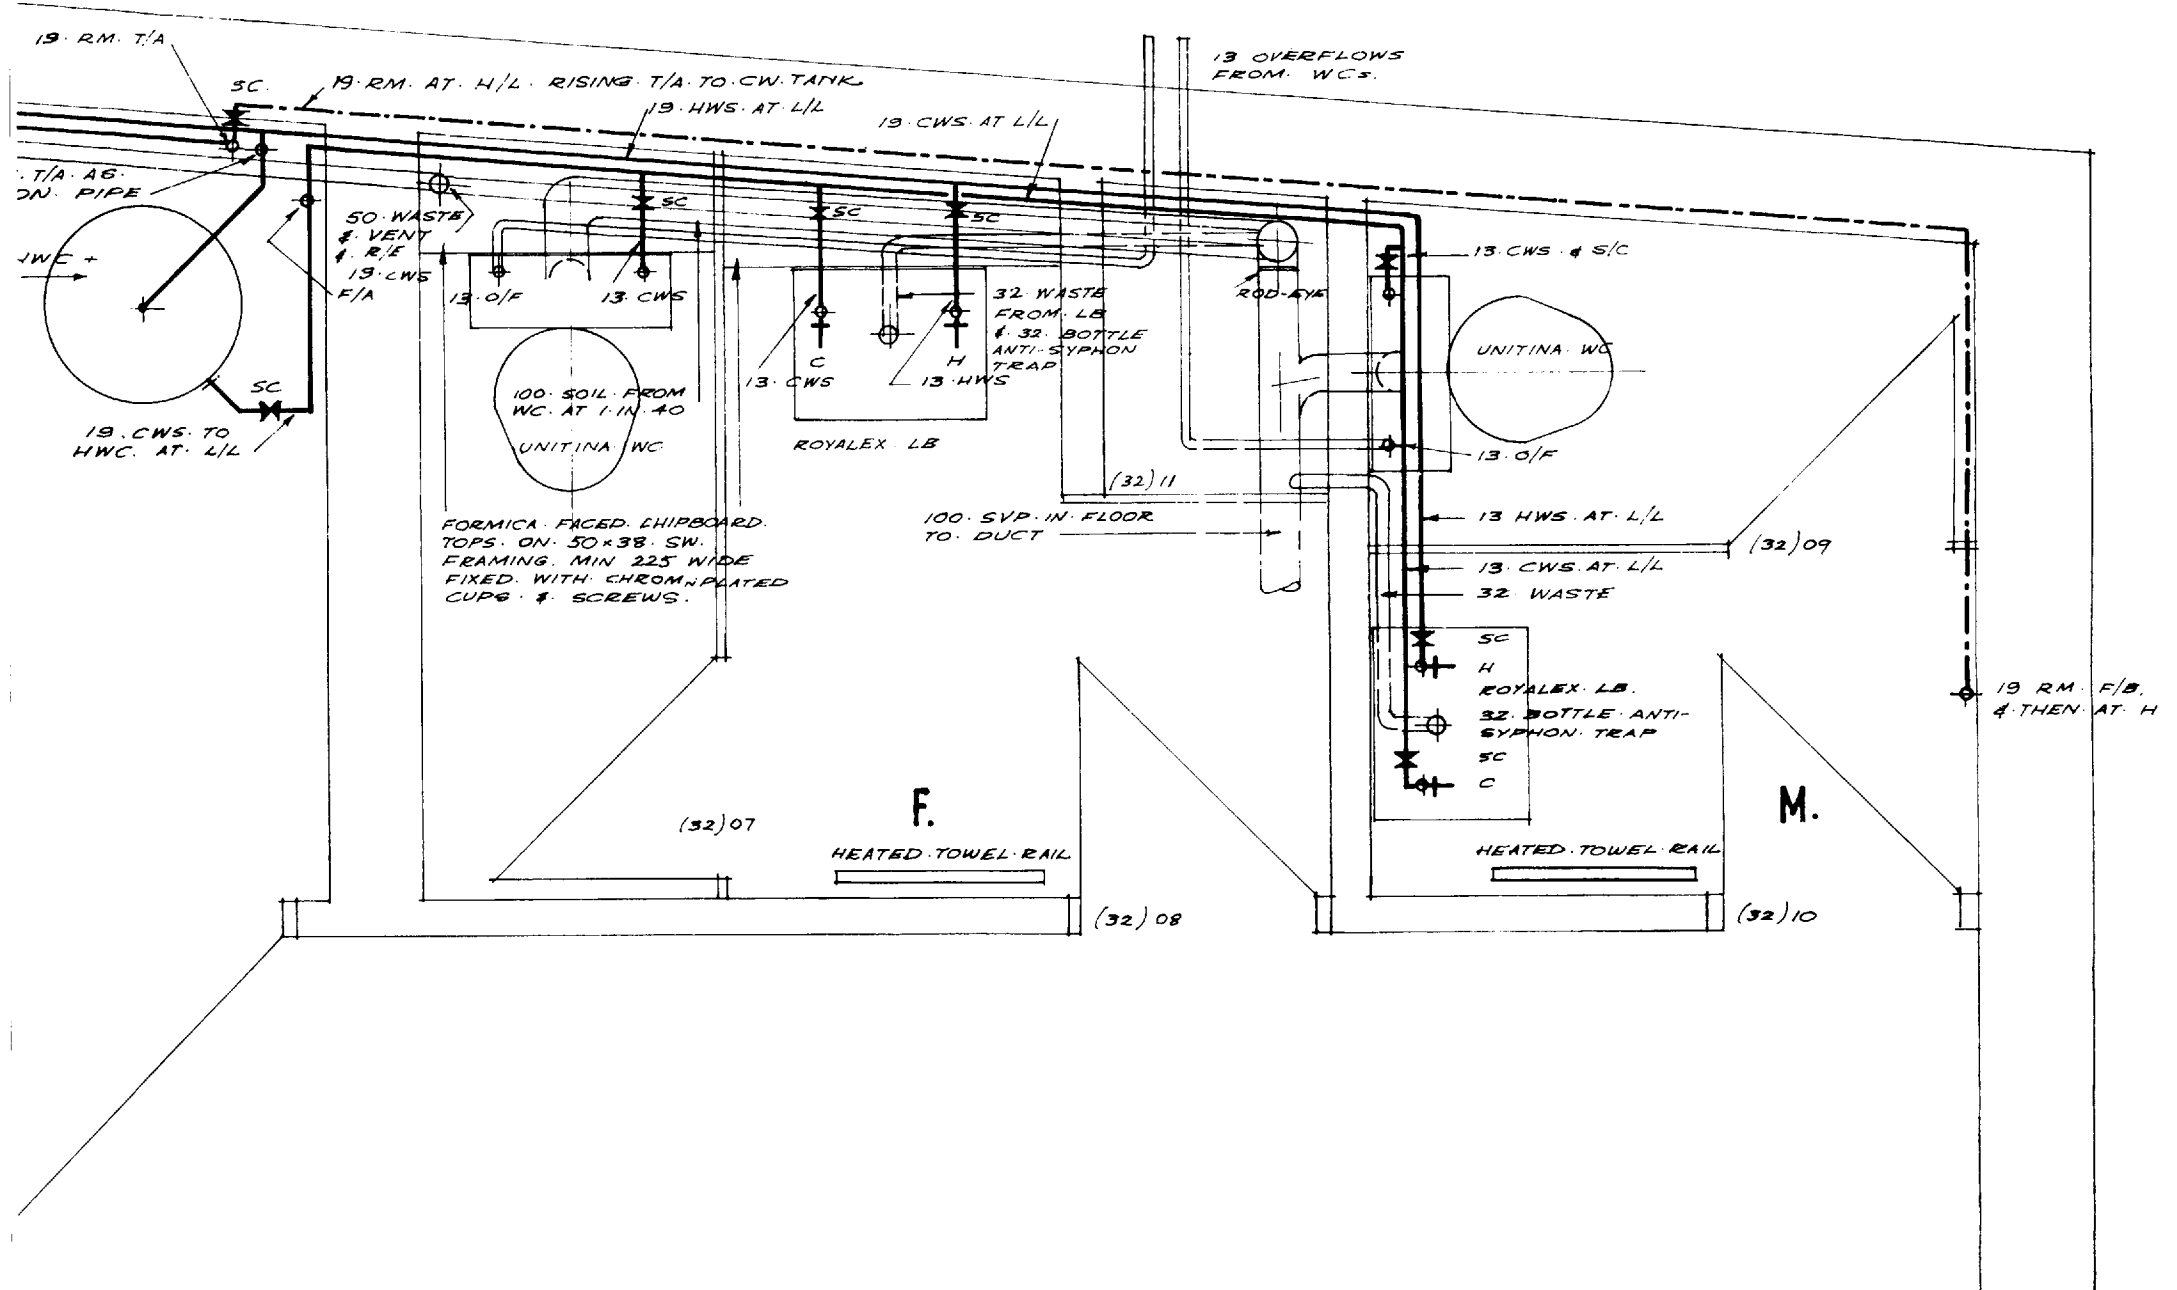 19. RM. T/A
SC.
19. RM. AT. H/L. RISING. T/A. TO. CW. TANK
19. HWS. AT. L/L
19. CWS. AT L/L
13 OVERFLOWS
FROM. WCs.
. T/A. AS.
ON. PIPE
50. WASTE
& VENT
& R/E
19. CWS
F/A
HWC +
SC
19. CWS. TO
HWC. AT. L/L
SC
SC
SC
13. O/F
13. CWS
32 WASTE
FROM. LB
& 32. BOTTLE
ANTI-SYPHON
TRAP
C
H
13. CWS
13. HWS
100. SOIL. FROM
WC. AT 1. IN. 40
UNITINA. WC
ROYALEX. LB
ROD-EYE
13. CWS. & S/C
UNITINA. WC
13. O/F
(32) 11
100. SVP. IN. FLOOR
TO. DUCT
FORMICA. FACED. CHIPBOARD.
TOPS. ON. 50×38. SW.
FRAMING. MIN 225 WIDE
FIXED. WITH. CHROM. PLATED
CUPS. & SCREWS.
13 HWS. AT. L/L
(32) 09
13. CWS. AT. L/L
32 WASTE
SC
H
ROYALEX. LB.
32. BOTTLE. ANTI-
SYPHON. TRAP
SC
C
19 RM. F/B.
& THEN. AT. H
F.
M.
(32) 07
HEATED. TOWEL. RAIL
HEATED. TOWEL. RAIL
(32) 08
(32) 10